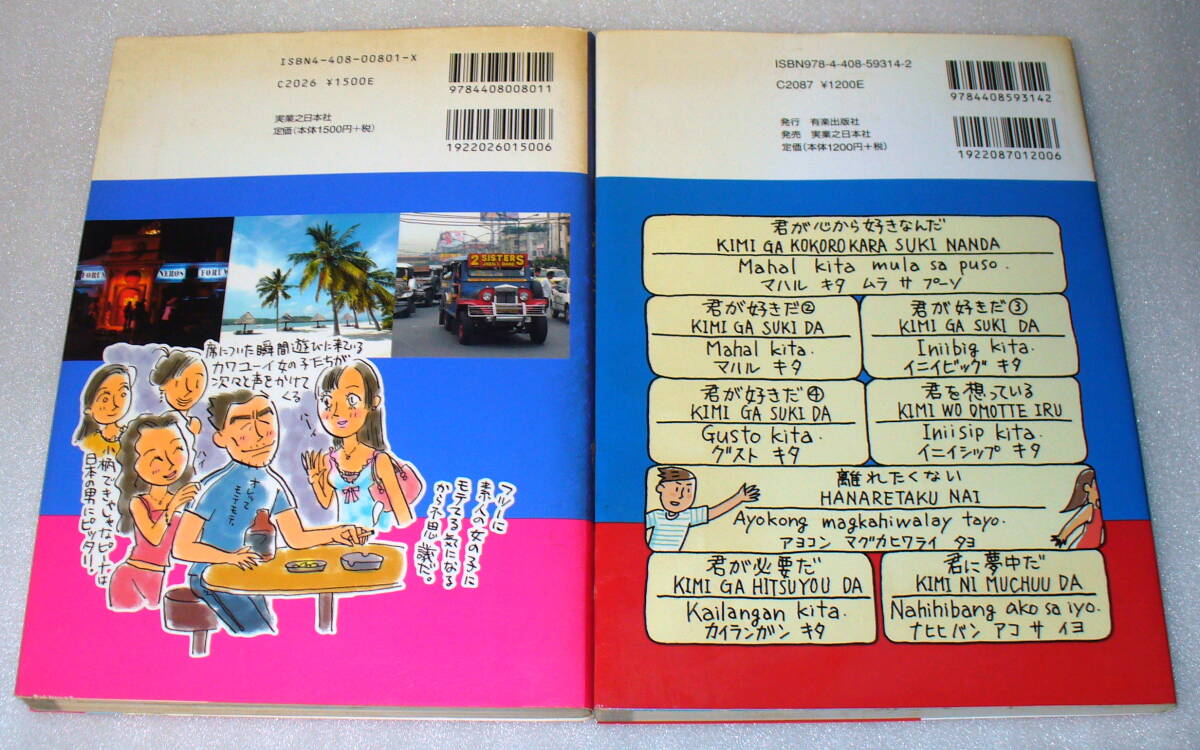 ISBN4-408-00801-X
C2026 ¥1500E
9784408008011
実業之日本社
定価(本体1500円+税)
1922026015006
FORUM
NEROS
FORUM
2 SISTERS
席についた瞬間遊びに来ている
カワユーイ女の子たちが
次々と声をかけて
くる
ハーイ
ハイ
オレって
モテモテ
小柄できゃしゃなピーナは
日本の男にピッタリ!
フツーに
素人の女の子に
モテてる気になる
から不思議だ。
ISBN978-4-408-59314-2
C2087 ¥1200E
9784408593142
発行 有楽出版社
発売 実業之日本社
定価(本体1200円+税)
1922087012006
君が心から好きなんだ
KIMI GA KOKORO KARA SUKI NANDA
Mahal kita mula sa puso.
マハル キタ ムラ サ プーソ
君が好きだ②
KIMI GA SUKI DA
Mahal kita.
マハル キタ
君が好きだ③
KIMI GA SUKI DA
Iniibig kita.
イニイビッグ キタ
君が好きだ④
KIMI GA SUKI DA
Gusto kita.
グスト キタ
君を想っている
KIMI WO OMOTTE IRU
Iniisip kita.
イニイシップ キタ
離れたくない
HANARETAKU NAI
Ayokong magkahiwalay tayo.
アヨコン マグカヒワライ タヨ
君が必要だ
KIMI GA HITSUYOU DA
Kailangan kita.
カイランガン キタ
君に夢中だ
KIMI NI MUCHUU DA
Nahihibang ako sa iyo.
ナヒヒバン アコ サ イヨ